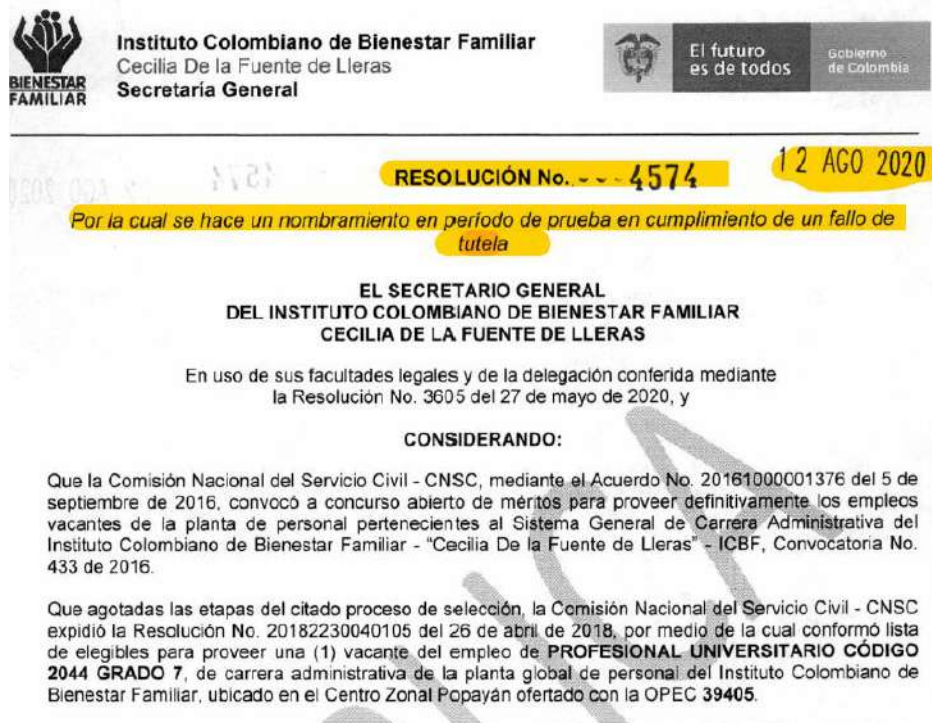 BIENESTAR
FAMILIAR
Instituto Colombiano de Bienestar Familiar
Cecilia De la Fuente de Lleras
Secretaría General
El futuro
es de todos
Gobierno
de Colombia
RESOLUCIÓN No. - - - 4574
12 AGO 2020
Por la cual se hace un nombramiento en período de prueba en cumplimiento de un fallo de
tutela
EL SECRETARIO GENERAL
DEL INSTITUTO COLOMBIANO DE BIENESTAR FAMILIAR
CECILIA DE LA FUENTE DE LLERAS
En uso de sus facultades legales y de la delegación conferida mediante
la Resolución No. 3605 del 27 de mayo de 2020, y
CONSIDERANDO:
Que la Comisión Nacional del Servicio Civil - CNSC, mediante el Acuerdo No. 20161000001376 del 5 de
septiembre de 2016, convocó a concurso abierto de méritos para proveer definitivamente los empleos
vacantes de la planta de personal pertenecientes al Sistema General de Carrera Administrativa del
Instituto Colombiano de Bienestar Familiar - "Cecilia De la Fuente de Lleras" - ICBF, Convocatoria No.
433 de 2016.
Que agotadas las etapas del citado proceso de selección, la Comisión Nacional del Servicio Civil - CNSC
expidió la Resolución No. 20182230040105 del 26 de abril de 2018, por medio de la cual conformó lista
de elegibles para proveer una (1) vacante del empleo de PROFESIONAL UNIVERSITARIO CÓDIGO
2044 GRADO 7, de carrera administrativa de la planta global de personal del Instituto Colombiano de
Bienestar Familiar, ubicado en el Centro Zonal Popayán ofertado con la OPEC 39405.